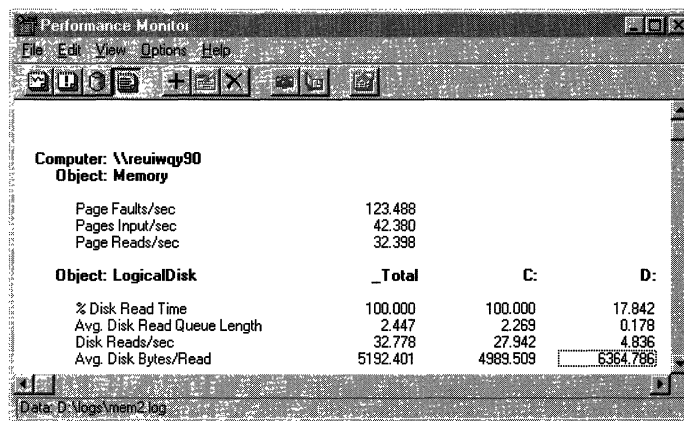 Performance Monitor
File Edit View Options Help
Computer: \\reuiwqy90
Object: Memory
Page Faults/sec 123.488
Pages Input/sec 42.380
Page Reads/sec 32.398
Object: LogicalDisk _Total C: D:
% Disk Read Time 100.000 100.000 17.842
Avg. Disk Read Queue Length 2.447 2.269 0.178
Disk Reads/sec 32.778 27.942 4.836
Avg. Disk Bytes/Read 5192.401 4989.509 6364.786
Data: D:\logs\mem2.log